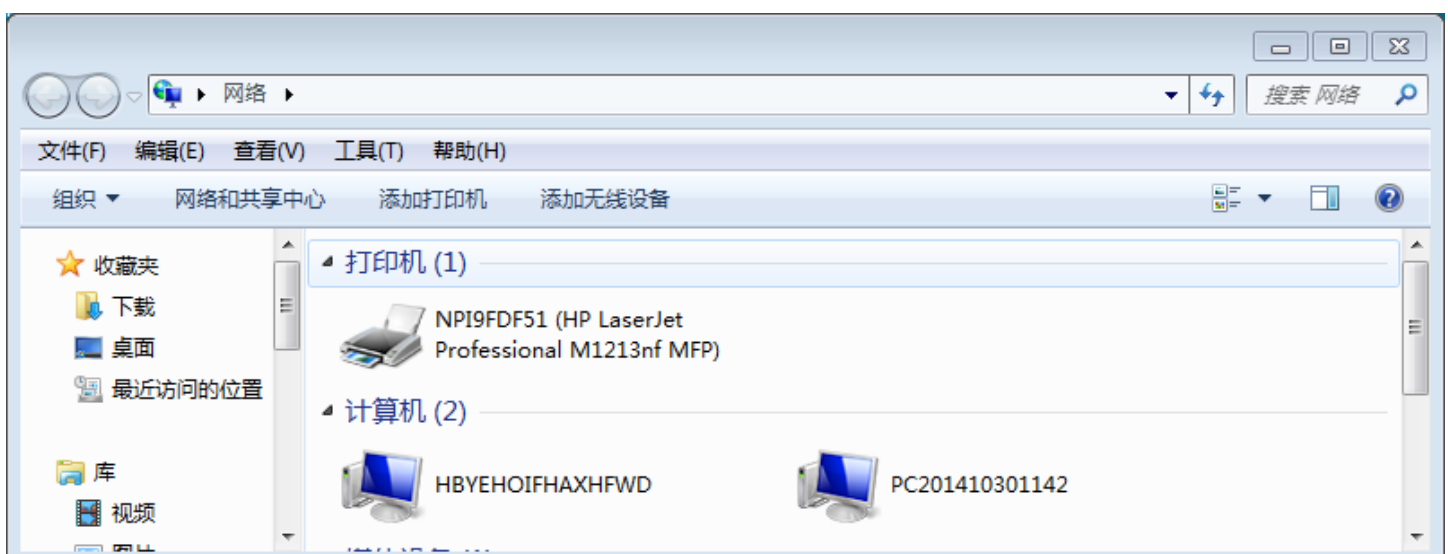 网络
搜索 网络
文件(F) 编辑(E) 查看(V) 工具(T) 帮助(H)
组织 网络和共享中心 添加打印机 添加无线设备
收藏夹
下载
桌面
最近访问的位置
库
视频
打印机 (1)
NPI9FDF51 (HP LaserJet
Professional M1213nf MFP)
计算机 (2)
HBYEHOIFHAXHFWD
PC201410301142